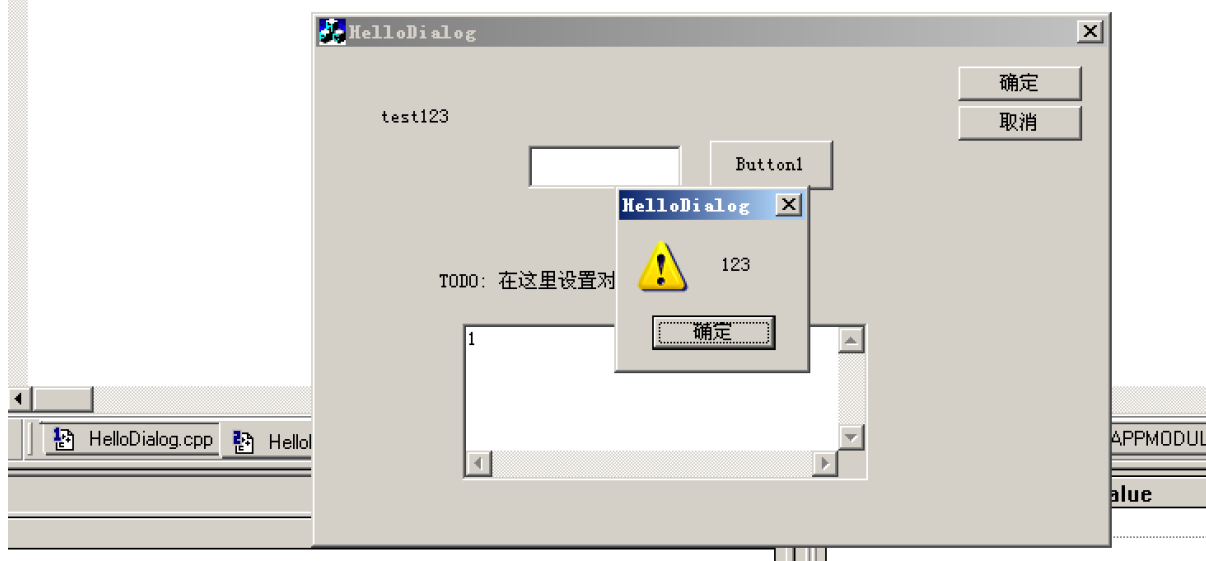 HelloDialog
确定
test123
取消
Button1
HelloDialog
123
TODO: 在这里设置对
确定
1
HelloDialog.cpp
Hello
APPMODUL
alue